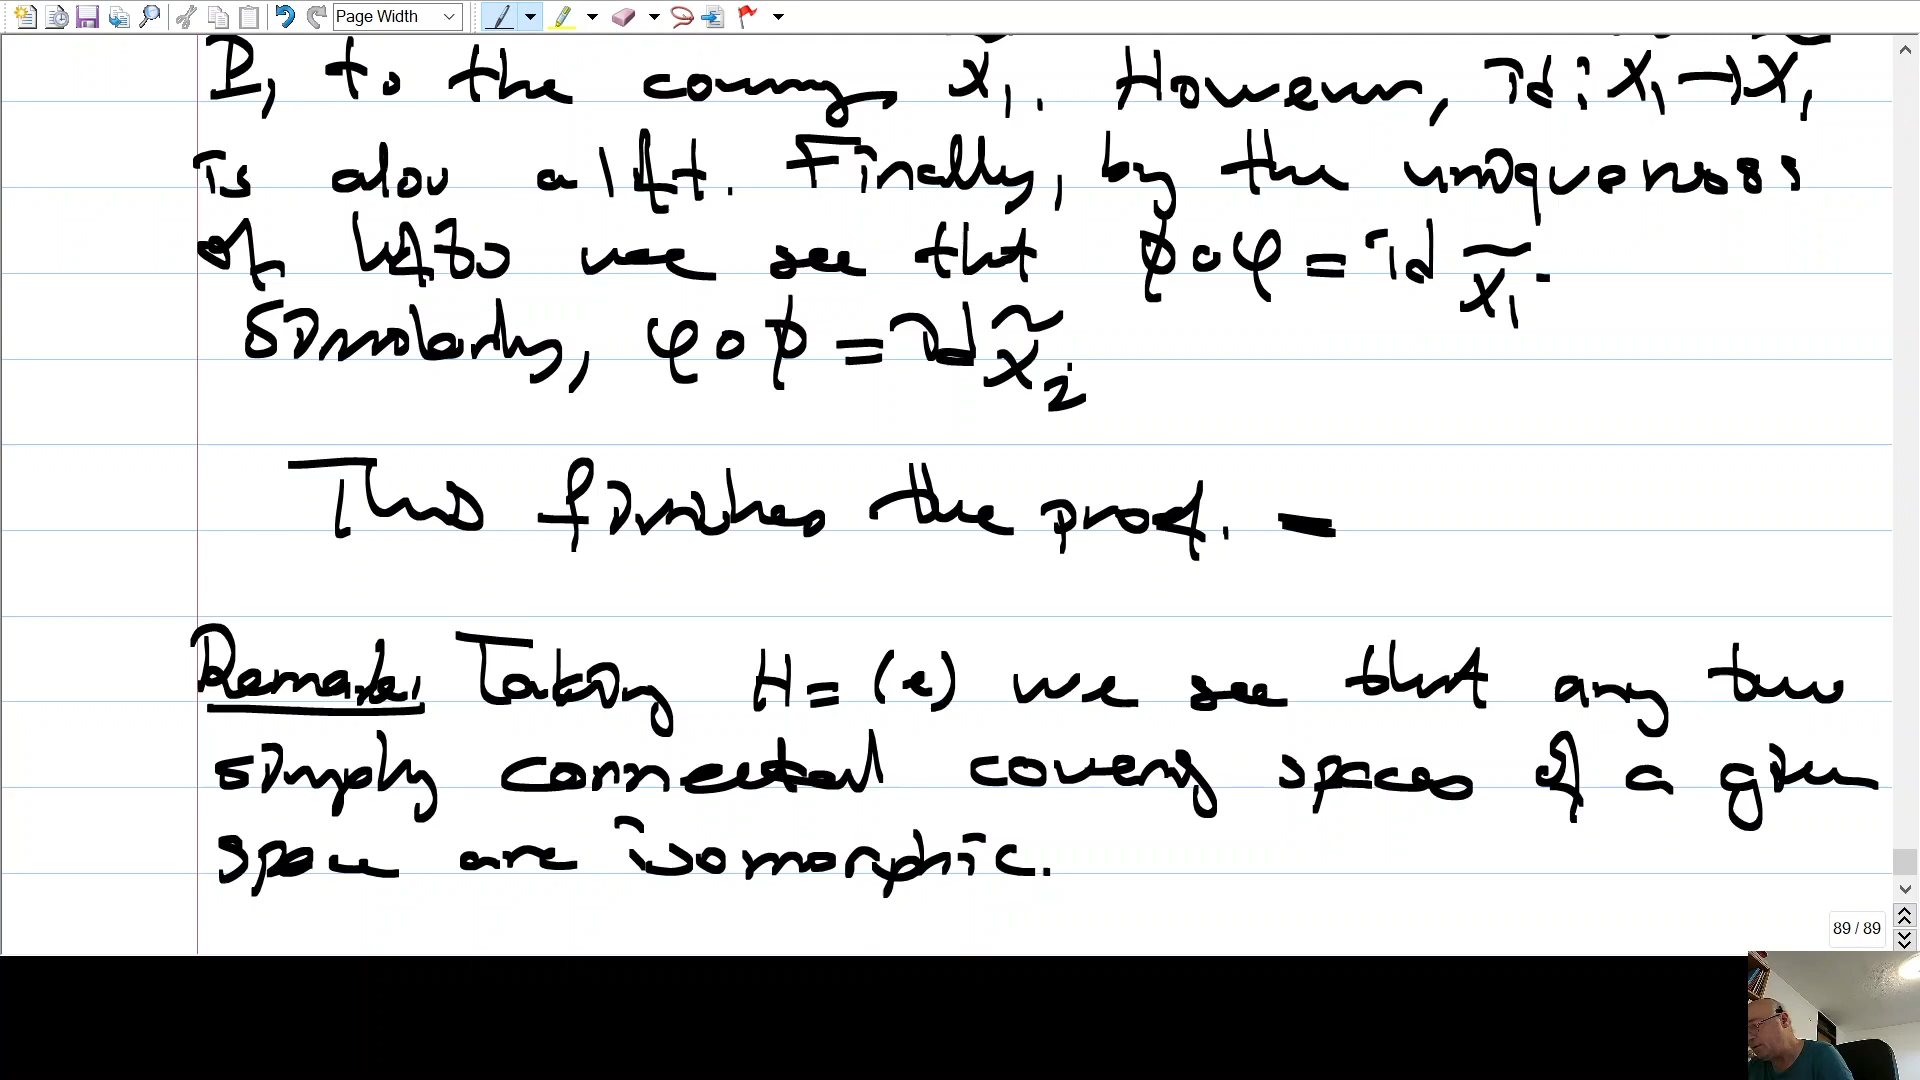 Page Width
P₁ to the covering X̃₁. However, id: X̃₁→X̃₁
is also a lift. Finally, by the uniqueness
of lifts we see that ϕ∘φ = id X̃₁.
Similarly, φ∘ϕ = id X̃₂
This finishes the proof. -
Remark: Taking H = (e) we see that any two
simply connected covering spaces of a given
space are isomorphic.
89 / 89